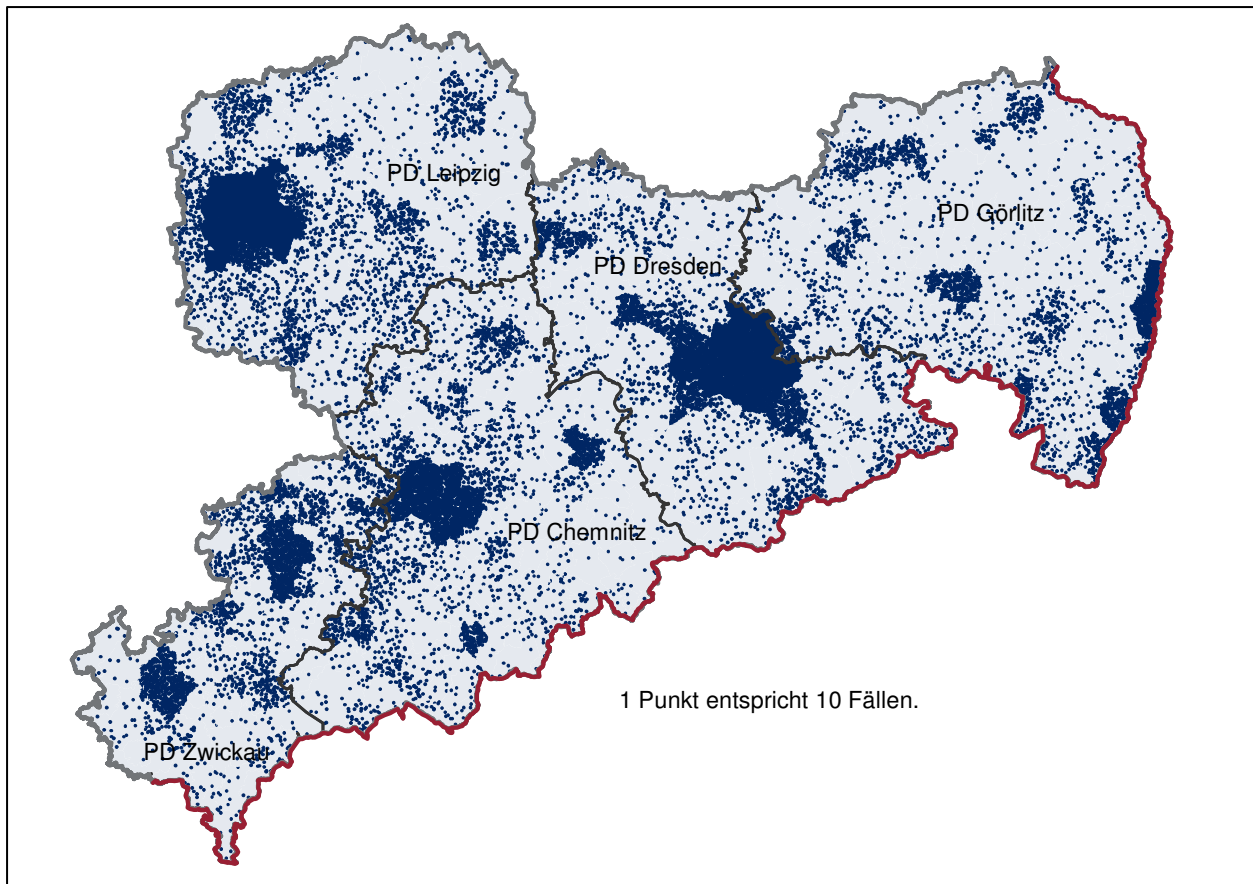 PD Leipzig
PD Görlitz
PD Dresden
PD Chemnitz
1 Punkt entspricht 10 Fällen.
PD Zwickau